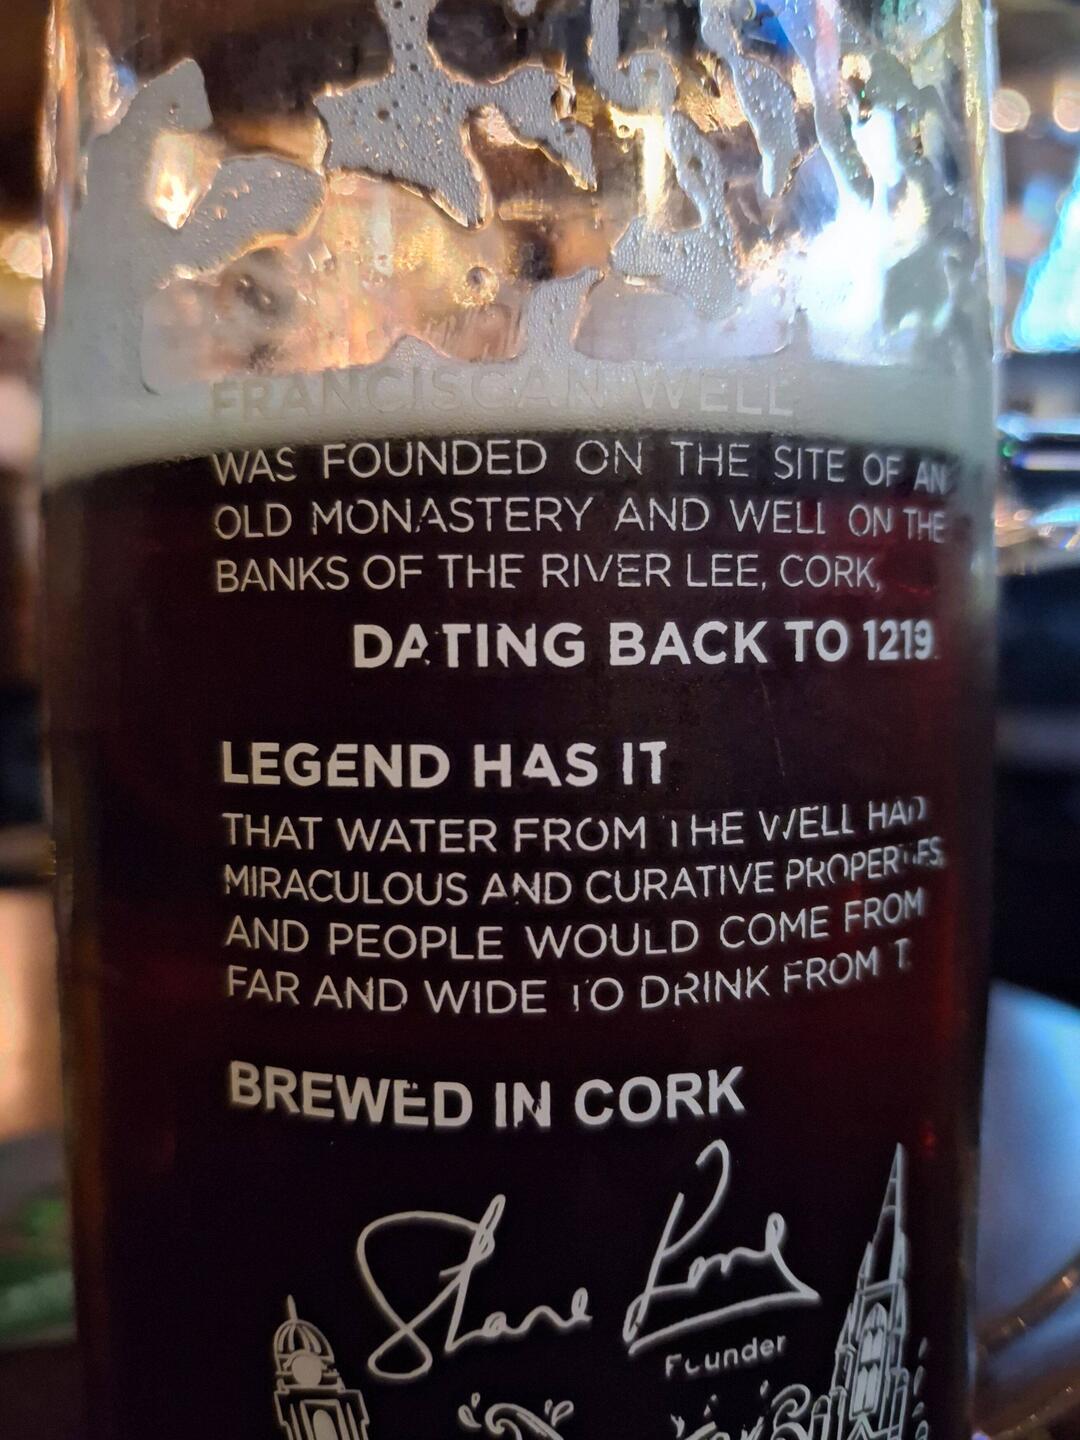 FRANCISCAN WELL
WAS FOUNDED ON THE SITE OF AN
OLD MONASTERY AND WELL ON THE
BANKS OF THE RIVER LEE, CORK,
DATING BACK TO 1219.
LEGEND HAS IT
THAT WATER FROM THE WELL HAD
MIRACULOUS AND CURATIVE PROPERTIES,
AND PEOPLE WOULD COME FROM
FAR AND WIDE TO DRINK FROM
BREWED IN CORK
Shane
Founder